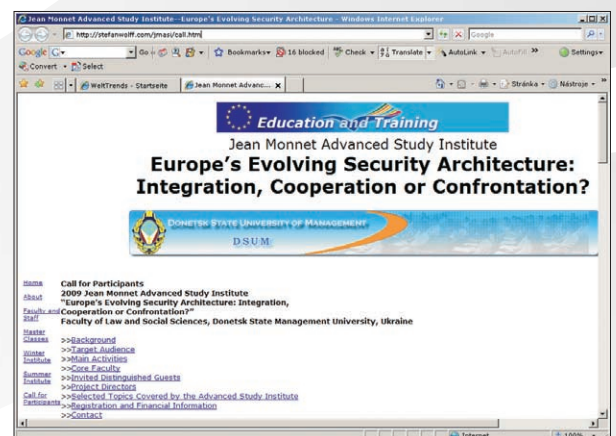 Jean Monnet Advanced Study Institute--Europe's Evolving Security Architecture - Windows Internet Explorer
http://stefanwolff.com/jmasi/call.htm
Google
Google G Go Bookmarks 16 blocked Check Translate AutoLink AutoFill Settings
Convert Select
WeltTrends - Startseite Jean Monnet Advanc... Stránka Nástroje
Education and Training
Jean Monnet Advanced Study Institute
Europe's Evolving Security Architecture:
Integration, Cooperation or Confrontation?
DONETSK STATE UNIVERSITY OF MANAGEMENT
DSUM
Home
About
Faculty and
Staff
Master
Classes
Winter
Institute
Summer
Institute
Call for
Participants
Call for Participants
2009 Jean Monnet Advanced Study Institute
"Europe's Evolving Security Architecture: Integration,
Cooperation or Confrontation?"
Faculty of Law and Social Sciences, Donetsk State Management University, Ukraine
>>Background
>>Target Audience
>>Main Activities
>>Core Faculty
>>Invited Distinguished Guests
>>Project Directors
>>Selected Topics Covered by the Advanced Study Institute
>>Registration and Financial Information
>>Contact
Internet 100%